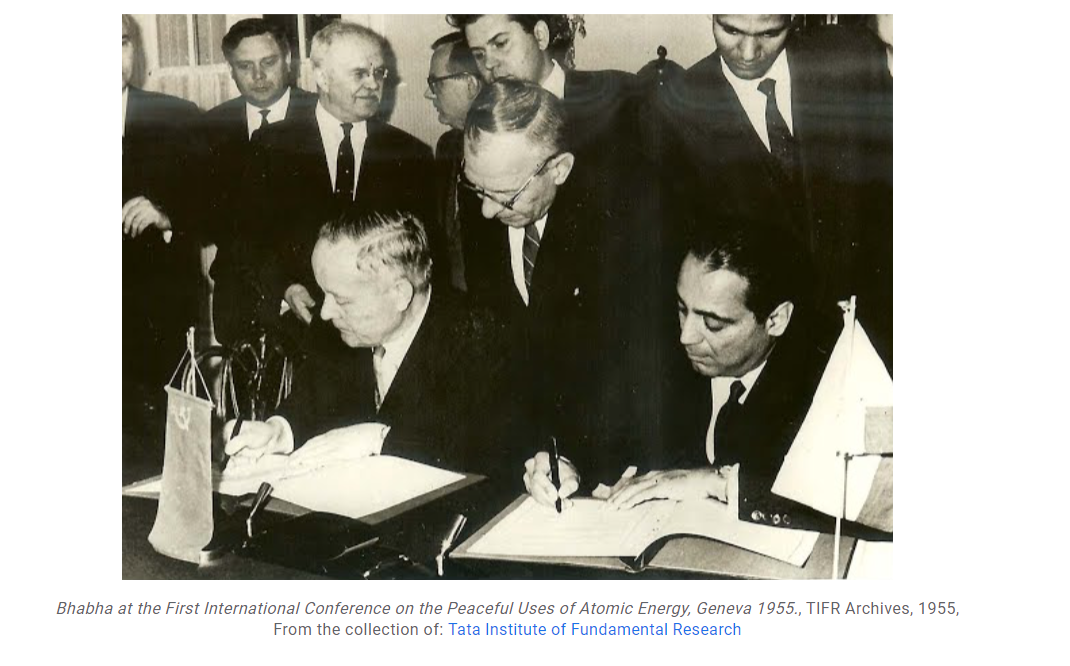 Bhabha at the First International Conference on the Peaceful Uses of Atomic Energy, Geneva 1955., TIFR Archives, 1955,
From the collection of: Tata Institute of Fundamental Research